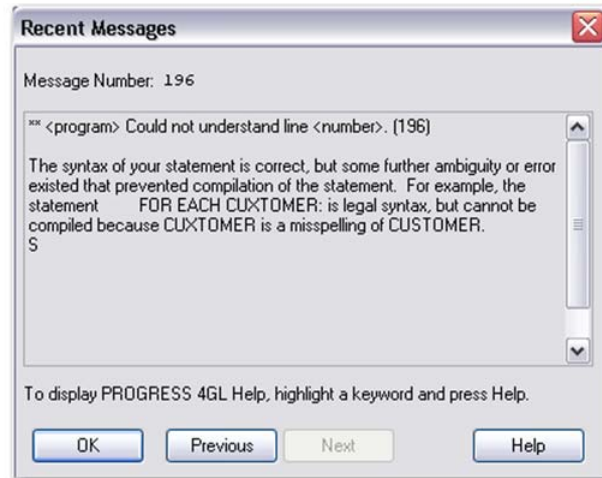 Recent Messages
Message Number: 196
** <program> Could not understand line <number>. (196)
The syntax of your statement is correct, but some further ambiguity or error
existed that prevented compilation of the statement. For example, the
statement FOR EACH CUXTOMER: is legal syntax, but cannot be
compiled because CUXTOMER is a misspelling of CUSTOMER.
S
To display PROGRESS 4GL Help, highlight a keyword and press Help.
OK Previous Next Help